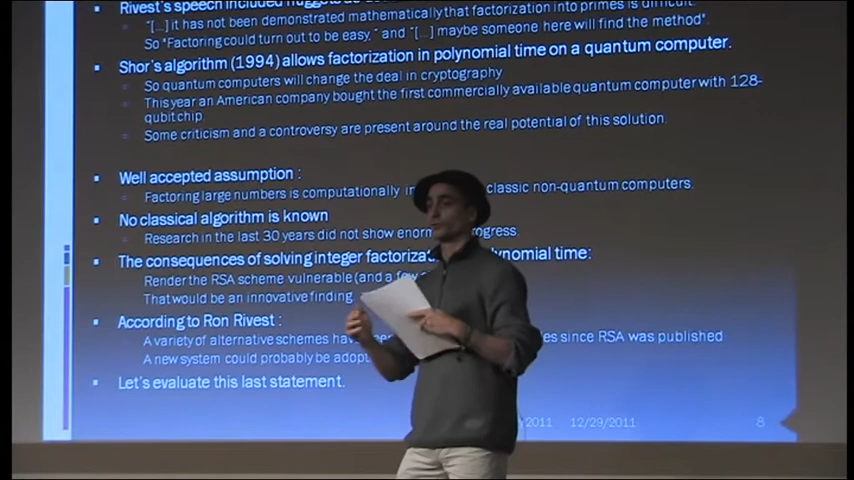 Rivest's speech included nuggets as
"[...] it has not been demonstrated mathematically that factorization into primes is difficult.
So "Factoring could turn out to be easy," and "[...] maybe someone here will find the method".
Shor's algorithm (1994) allows factorization in polynomial time on a quantum computer.
So quantum computers will change the deal in cryptography
This year an American company bought the first commercially available quantum computer with 128-
qubit chip.
Some criticism and a controversy are present around the real potential of this solution.
Well accepted assumption :
Factoring large numbers is computationally classic non-quantum computers.
No classical algorithm is known
Research in the last 30 years did not show
The consequences of solving integer time:
Render the RSA scheme vulnerable (and a few
That would be an innovative finding
According to Ron Rivest :
A variety of alternative schemes since RSA was published
A new system could probably be
Let's evaluate this last statement.
2011 12/29/2011 8